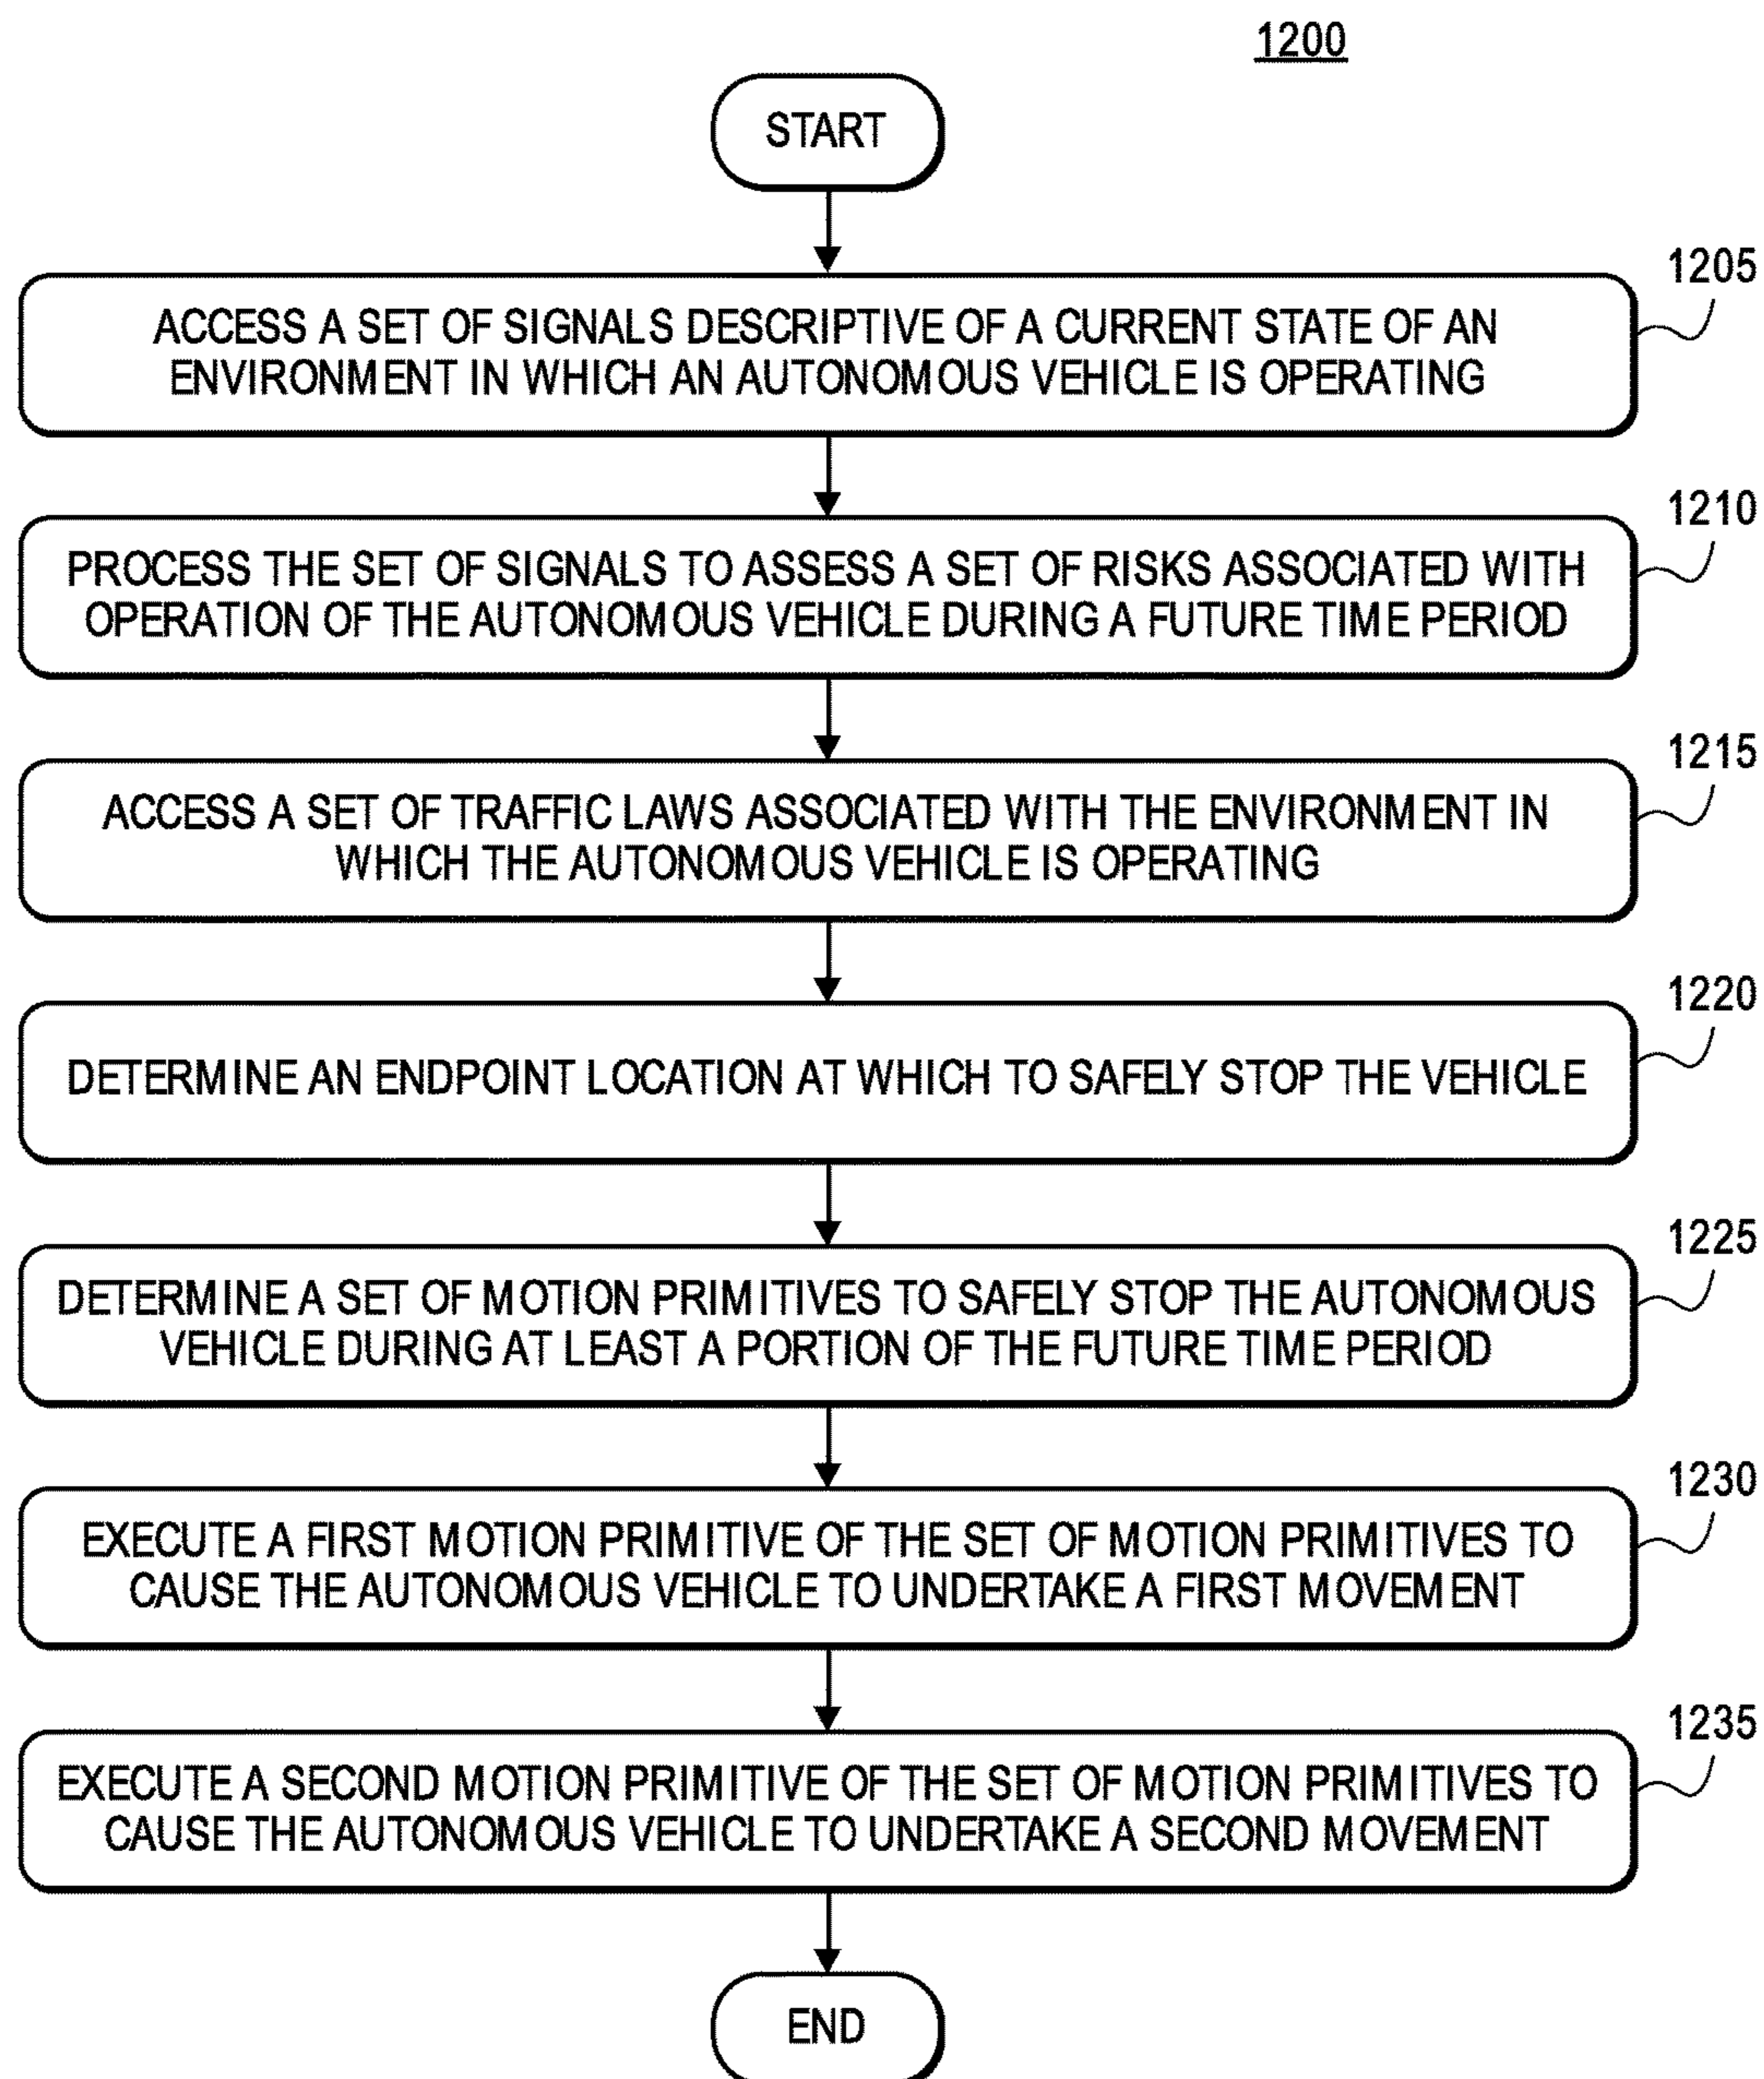 1200
START
1205
ACCESS A SET OF SIGNALS DESCRIPTIVE OF A CURRENT STATE OF AN
ENVIRONMENT IN WHICH AN AUTONOMOUS VEHICLE IS OPERATING
1210
PROCESS THE SET OF SIGNALS TO ASSESS A SET OF RISKS ASSOCIATED WITH
OPERATION OF THE AUTONOMOUS VEHICLE DURING A FUTURE TIME PERIOD
1215
ACCESS A SET OF TRAFFIC LAWS ASSOCIATED WITH THE ENVIRONMENT IN
WHICH THE AUTONOMOUS VEHICLE IS OPERATING
1220
DETERMINE AN ENDPOINT LOCATION AT WHICH TO SAFELY STOP THE VEHICLE
1225
DETERMINE A SET OF MOTION PRIMITIVES TO SAFELY STOP THE AUTONOMOUS
VEHICLE DURING AT LEAST A PORTION OF THE FUTURE TIME PERIOD
1230
EXECUTE A FIRST MOTION PRIMITIVE OF THE SET OF MOTION PRIMITIVES TO
CAUSE THE AUTONOMOUS VEHICLE TO UNDERTAKE A FIRST MOVEMENT
1235
EXECUTE A SECOND MOTION PRIMITIVE OF THE SET OF MOTION PRIMITIVES TO
CAUSE THE AUTONOMOUS VEHICLE TO UNDERTAKE A SECOND MOVEMENT
END